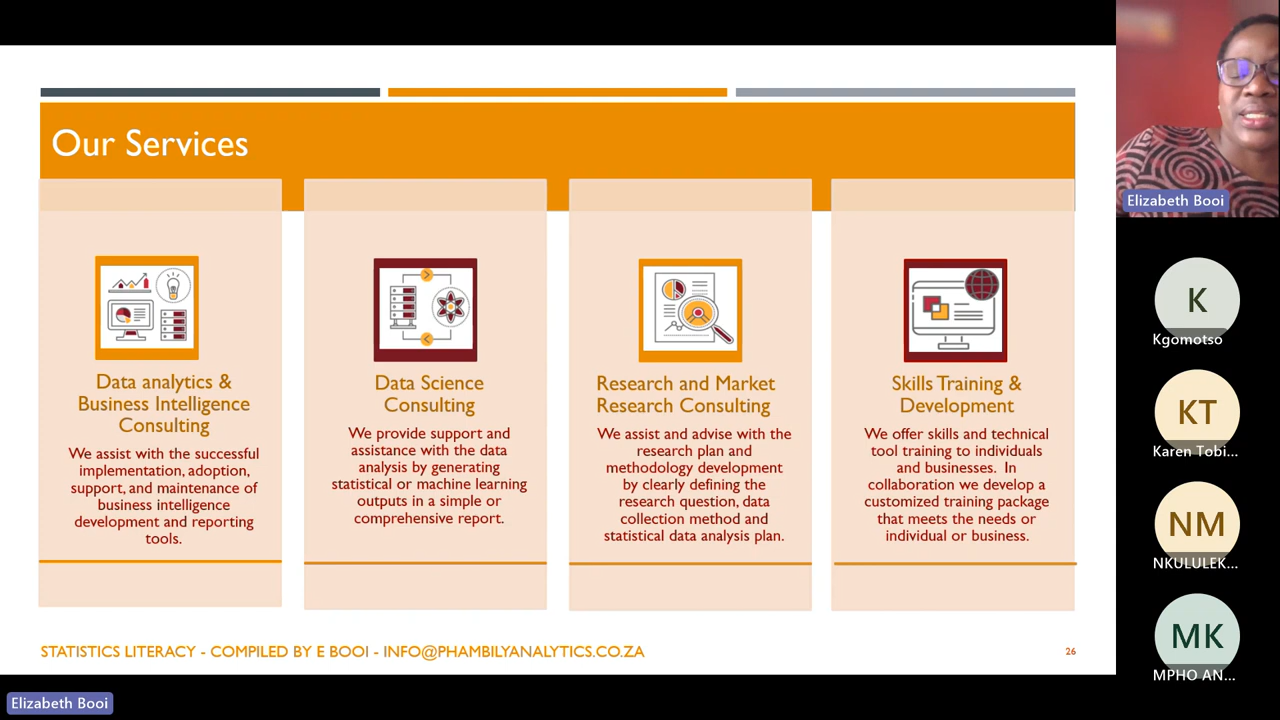 Our Services
Data analytics &
Business Intelligence
Consulting
We assist with the successful
implementation, adoption,
support, and maintenance of
business intelligence
development and reporting
tools.
Data Science
Consulting
We provide support and
assistance with the data
analysis by generating
statistical or machine learning
outputs in a simple or
comprehensive report.
Research and Market
Research Consulting
We assist and advise with the
research plan and
methodology development
by clearly defining the
research question, data
collection method and
statistical data analysis plan.
Skills Training &
Development
We offer skills and technical
tool training to individuals
and businesses. In
collaboration we develop a
customized training package
that meets the needs or
individual or business.
STATISTICS LITERACY - COMPILED BY E BOOI - INFO@PHAMBILYANALYTICS.CO.ZA
26
Elizabeth Booi
K
Kgomotso
KT
Karen Tobi...
NM
NKULULEK...
MK
MPHO AN...
Elizabeth Booi